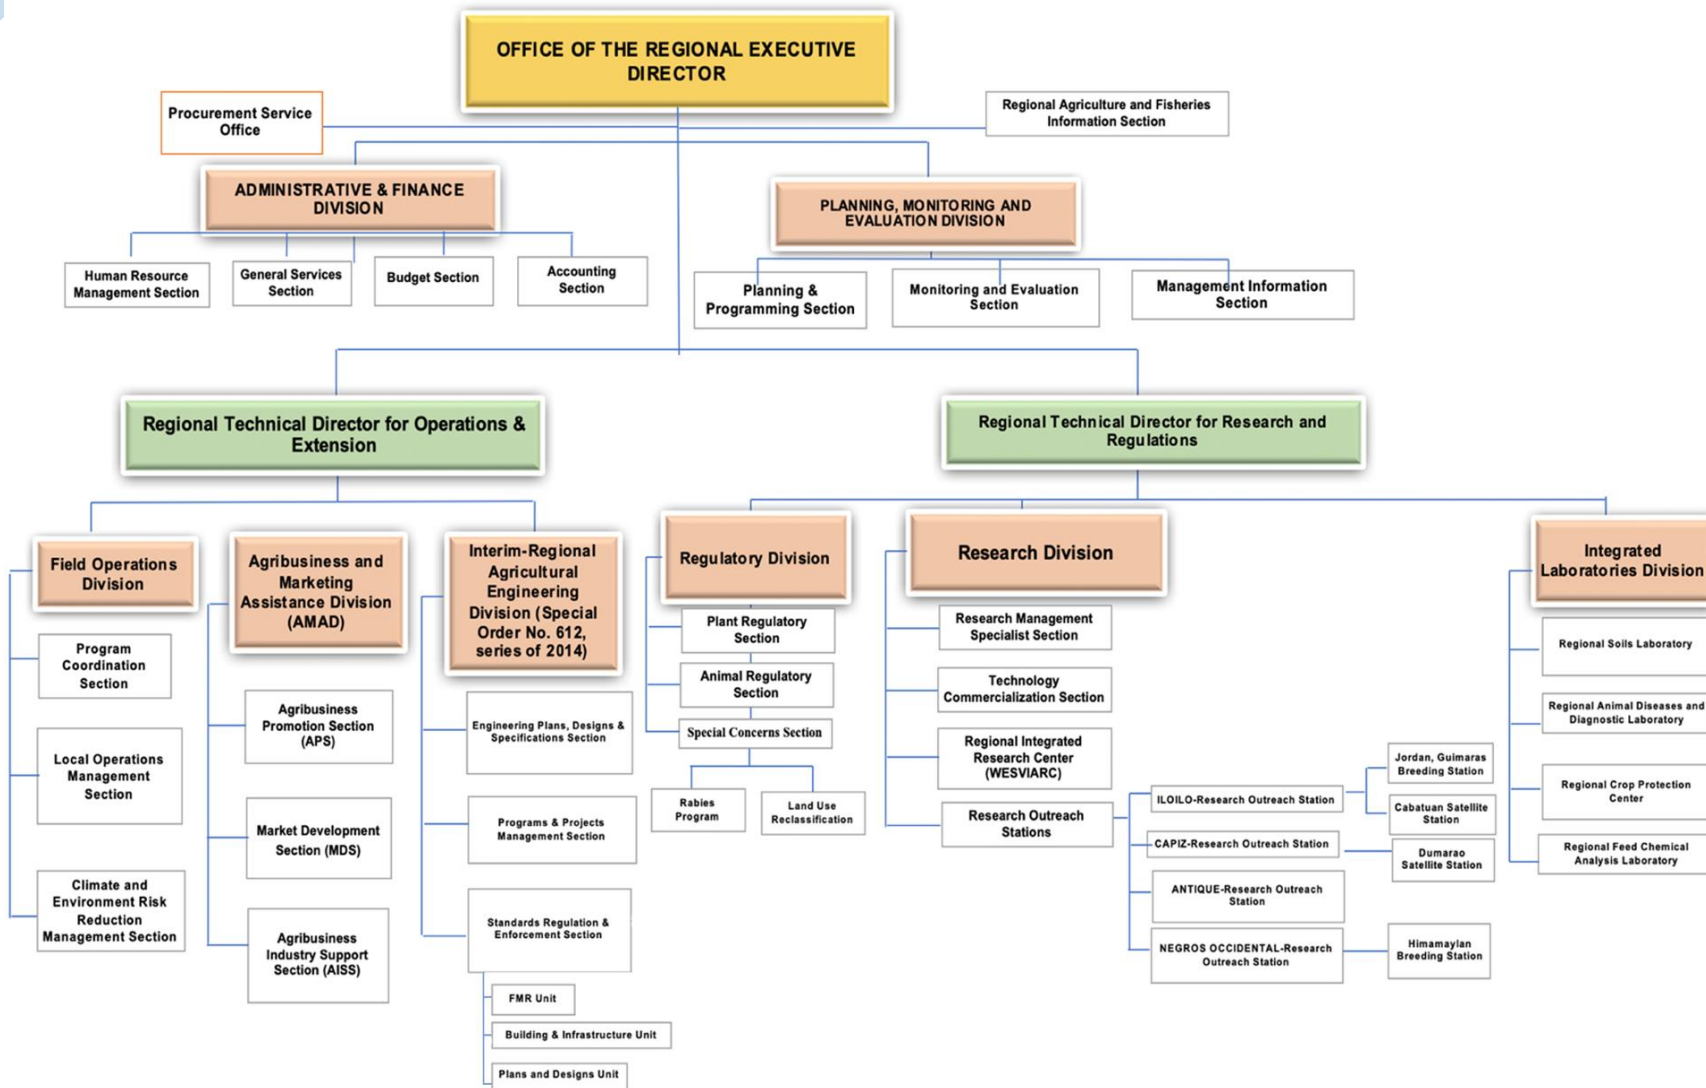 OFFICE OF THE REGIONAL EXECUTIVE
DIRECTOR
Procurement Service
Office
Regional Agriculture and Fisheries
Information Section
ADMINISTRATIVE & FINANCE
DIVISION
PLANNING, MONITORING AND
EVALUATION DIVISION
Human Resource
Management Section
General Services
Section
Budget Section
Accounting
Section
Planning &
Programming Section
Monitoring and Evaluation
Section
Management Information
Section
Regional Technical Director for Operations &
Extension
Regional Technical Director for Research and
Regulations
Field Operations
Division
Program
Coordination
Section
Local Operations
Management
Section
Climate and
Environment Risk
Reduction
Management Section
Agribusiness and
Marketing
Assistance Division
(AMAD)
Agribusiness
Promotion Section
(APS)
Market Development
Section (MDS)
Agribusiness
Industry Support
Section (AISS)
Interim-Regional
Agricultural
Engineering
Division (Special
Order No. 612,
series of 2014)
Engineering Plans, Designs &
Specifications Section
Programs & Projects
Management Section
Standards Regulation &
Enforcement Section
FMR Unit
Building & Infrastructure Unit
Plans and Designs Unit
Regulatory Division
Plant Regulatory
Section
Animal Regulatory
Section
Special Concerns Section
Rabies
Program
Land Use
Reclassification
Research Division
Research Management
Specialist Section
Technology
Commercialization Section
Regional Integrated
Research Center
(WESVIARC)
Research Outreach
Stations
ILOILO-Research Outreach Station
Jordan, Guimaras
Breeding Station
Cabatuan Satellite
Station
CAPIZ-Research Outreach Station
Dumarao
Satellite Station
ANTIQUE-Research Outreach
Station
NEGROS OCCIDENTAL-Research
Outreach Station
Himamaylan
Breeding Station
Integrated
Laboratories Division
Regional Soils Laboratory
Regional Animal Diseases and
Diagnostic Laboratory
Regional Crop Protection
Center
Regional Feed Chemical
Analysis Laboratory